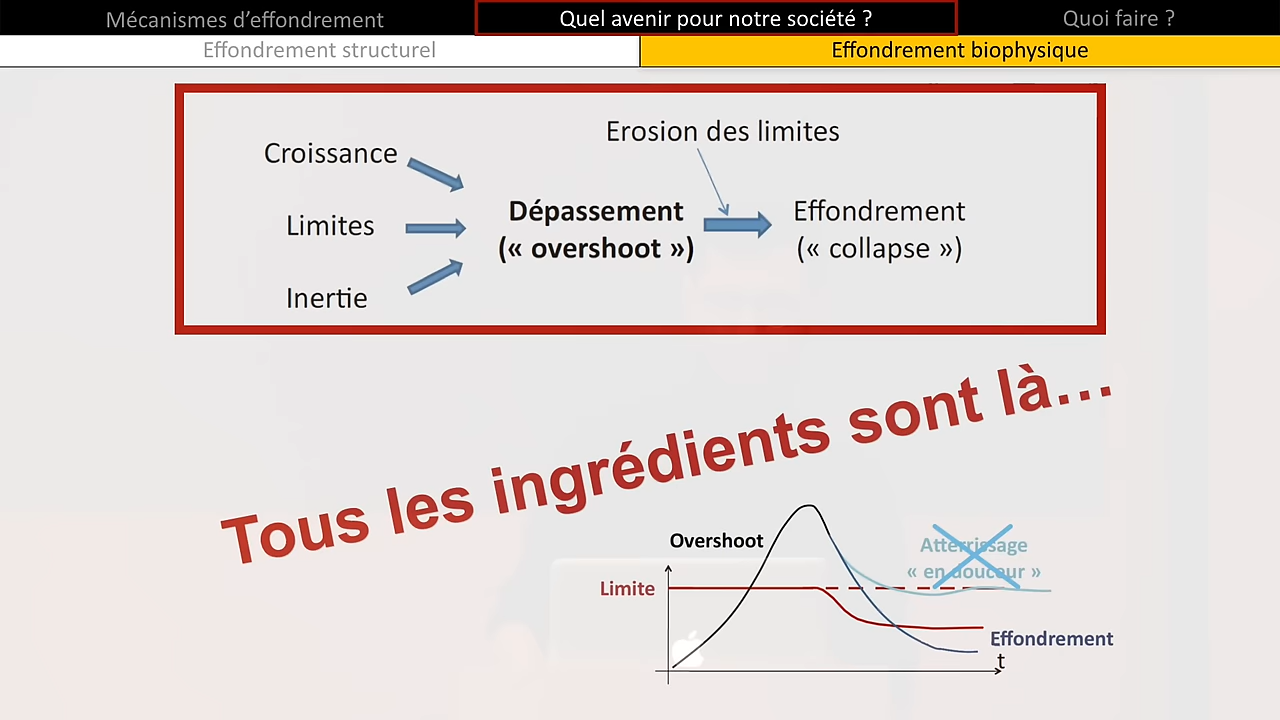 Mécanismes d’effondrement
Quel avenir pour notre société ?
Quoi faire ?
Effondrement structurel
Effondrement biophysique
Erosion des limites
Croissance
Limites
Inertie
Dépassement
(« overshoot »)
Effondrement
(« collapse »)
Tous les ingrédients sont là...
Overshoot
Atterrissage
« en douceur »
Limite
Effondrement
t